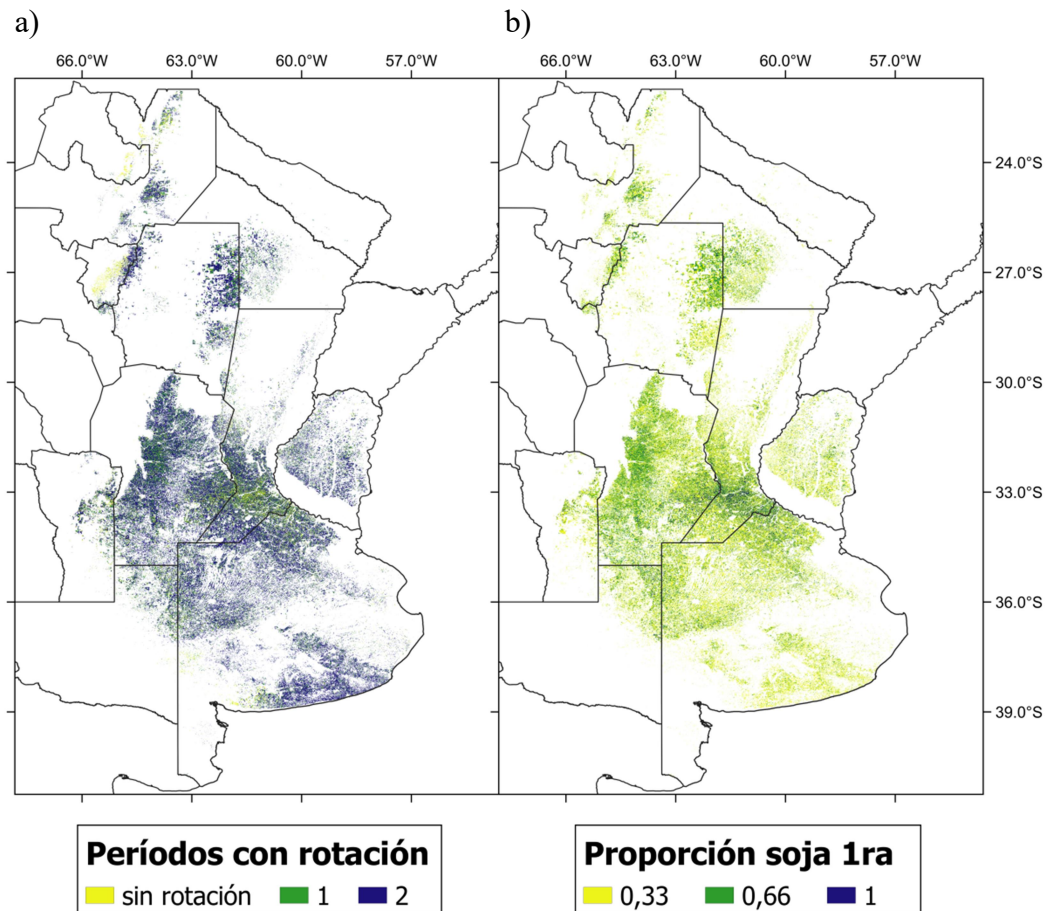 a)
b)
66.0°W 63.0°W 60.0°W 57.0°W
66.0°W 63.0°W 60.0°W 57.0°W
24.0°S
27.0°S
30.0°S
33.0°S
36.0°S
39.0°S
Períodos con rotación
sin rotación 1 2
Proporción soja 1ra
0,33 0,66 1